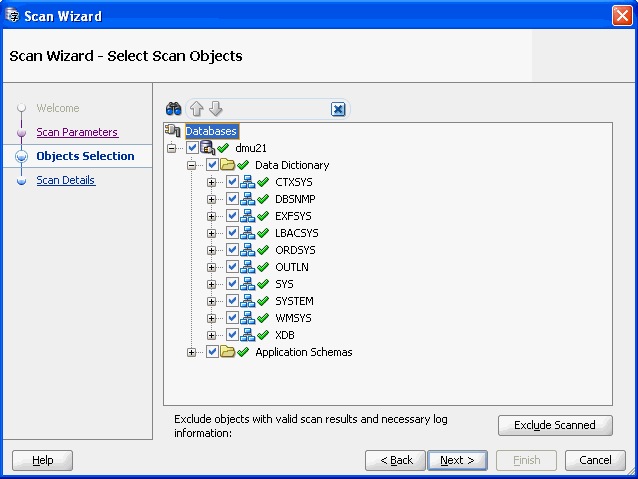 Scan Wizard
Scan Wizard - Select Scan Objects
Welcome
Scan Parameters
Objects Selection
Scan Details
Databases
dmu21
Data Dictionary
CTXSYS
DBSNMP
EXFSYS
LBACSYS
ORDSYS
OUTLN
SYS
SYSTEM
WMSYS
XDB
Application Schemas
Exclude objects with valid scan results and necessary log
information:
Exclude Scanned
Help
< Back
Next >
Finish
Cancel